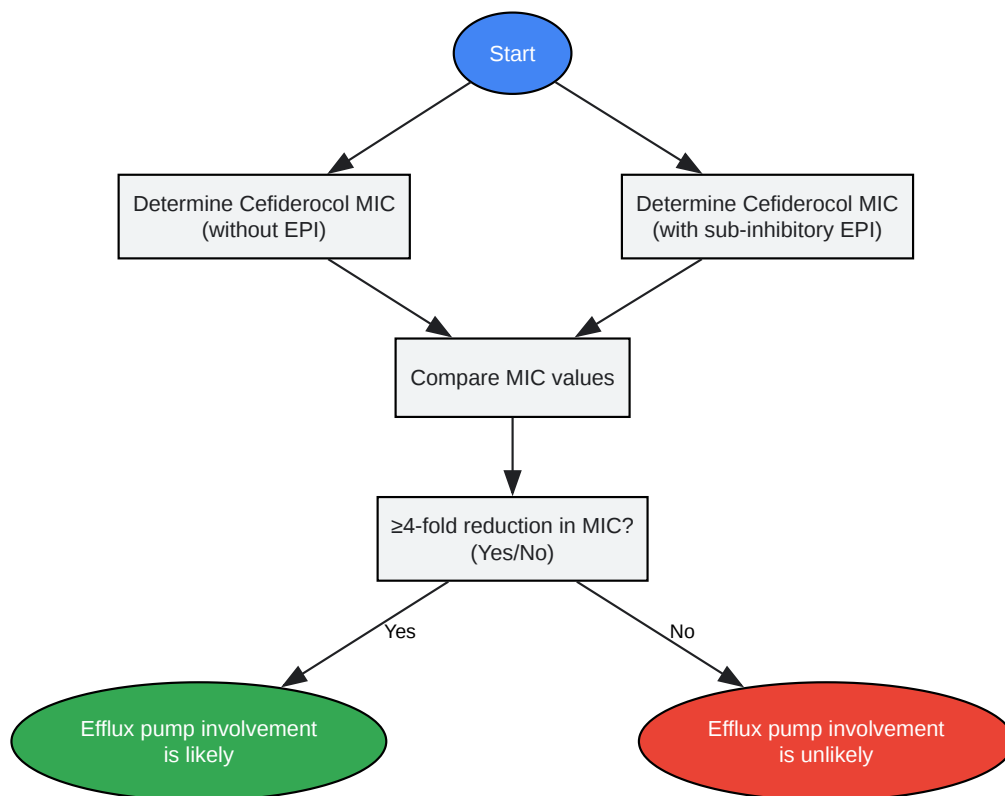 Start
Determine Cefiderocol MIC
(without EPI)
Determine Cefiderocol MIC
(with sub-inhibitory EPI)
Compare MIC values
≥4-fold reduction in MIC?
(Yes/No)
Yes
No
Efflux pump involvement
is likely
Efflux pump involvement
is unlikely